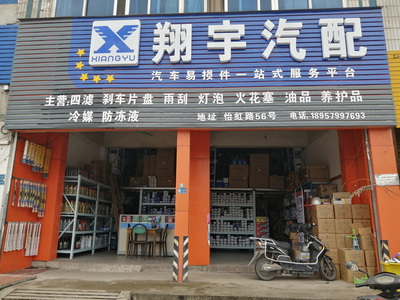 XIANGYU
翔宇汽配
汽车易损件一站式服务平台
主营:四滤 刹车片盘 雨刮 灯泡 火花塞 油品 养护品
冷媒 防冻液 地址 怡虹路56号 电话.18957997693